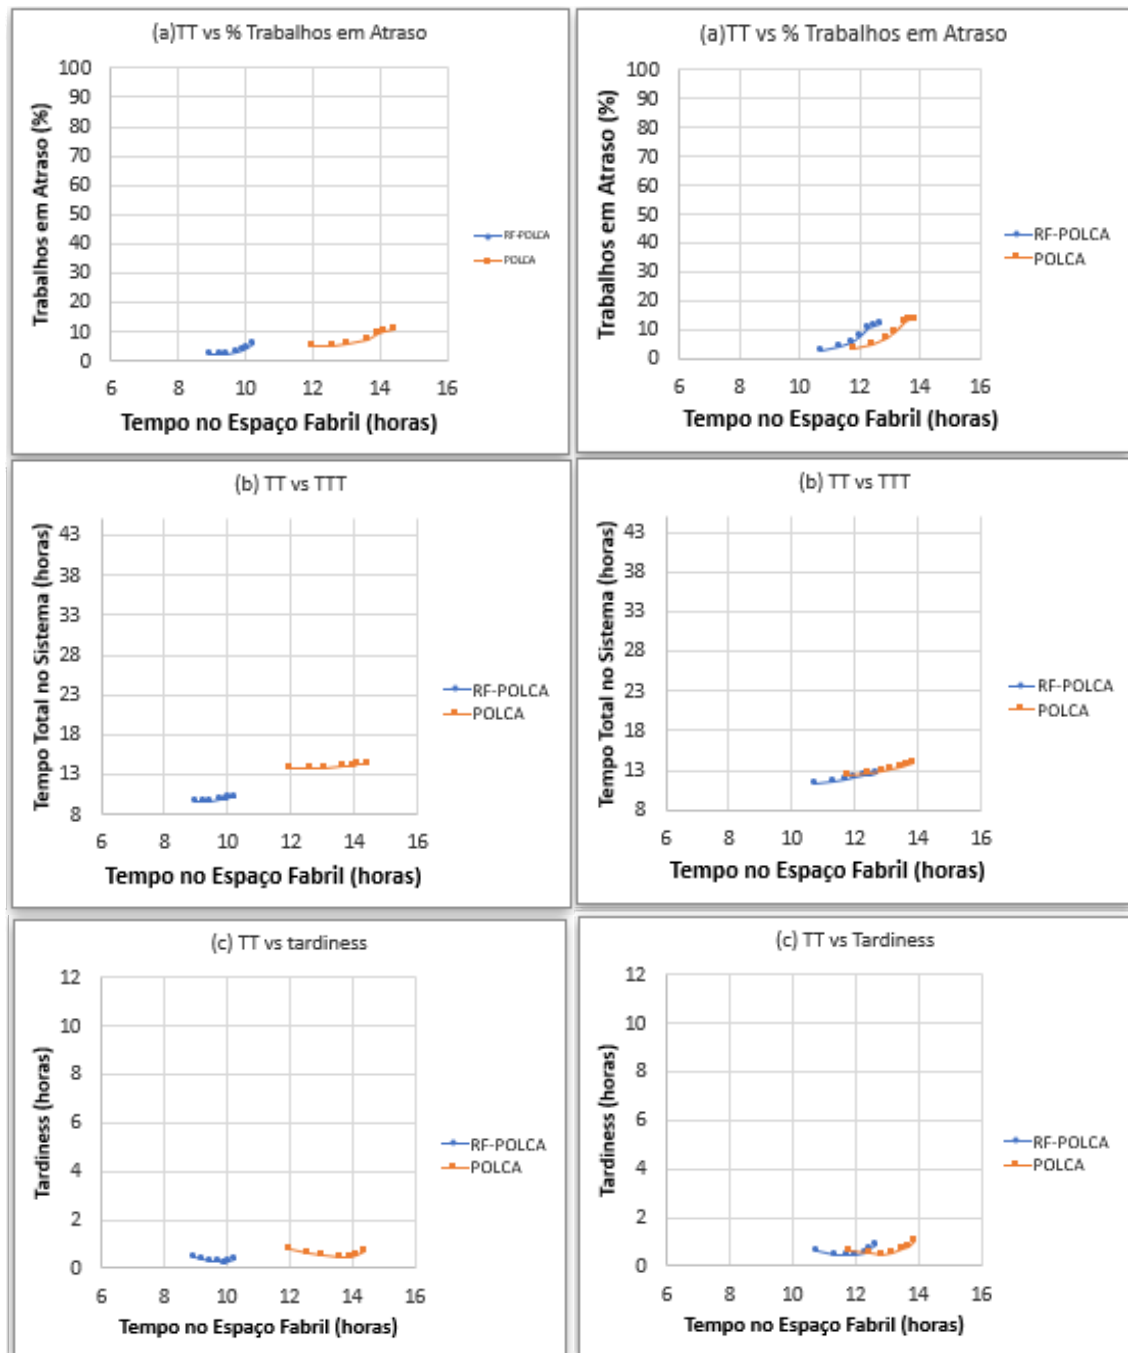 (a)TT vs % Trabalhos em Atraso
Trabalhos em Atraso (%)
100
90
80
70
60
50
40
30
20
10
0
6 8 10 12 14 16
Tempo no Espaço Fabril (horas)
RF-POLCA
POLCA
(a)TT vs % Trabalhos em Atraso
Trabalhos em Atraso (%)
100
90
80
70
60
50
40
30
20
10
0
6 8 10 12 14 16
Tempo no Espaço Fabril (horas)
RF-POLCA
POLCA
(b) TT vs TTT
Tempo Total no Sistema (horas)
43
38
33
28
23
18
13
8
6 8 10 12 14 16
Tempo no Espaço Fabril (horas)
RF-POLCA
POLCA
(b) TT vs TTT
Tempo Total no Sistema (horas)
43
38
33
28
23
18
13
8
6 8 10 12 14 16
Tempo no Espaço Fabril (horas)
RF-POLCA
POLCA
(c) TT vs tardiness
Tardiness (horas)
12
10
8
6
4
2
0
6 8 10 12 14 16
Tempo no Espaço Fabril (horas)
RF-POLCA
POLCA
(c) TT vs Tardiness
Tardiness (horas)
12
10
8
6
4
2
0
6 8 10 12 14 16
Tempo no Espaço Fabril (horas)
RF-POLCA
POLCA